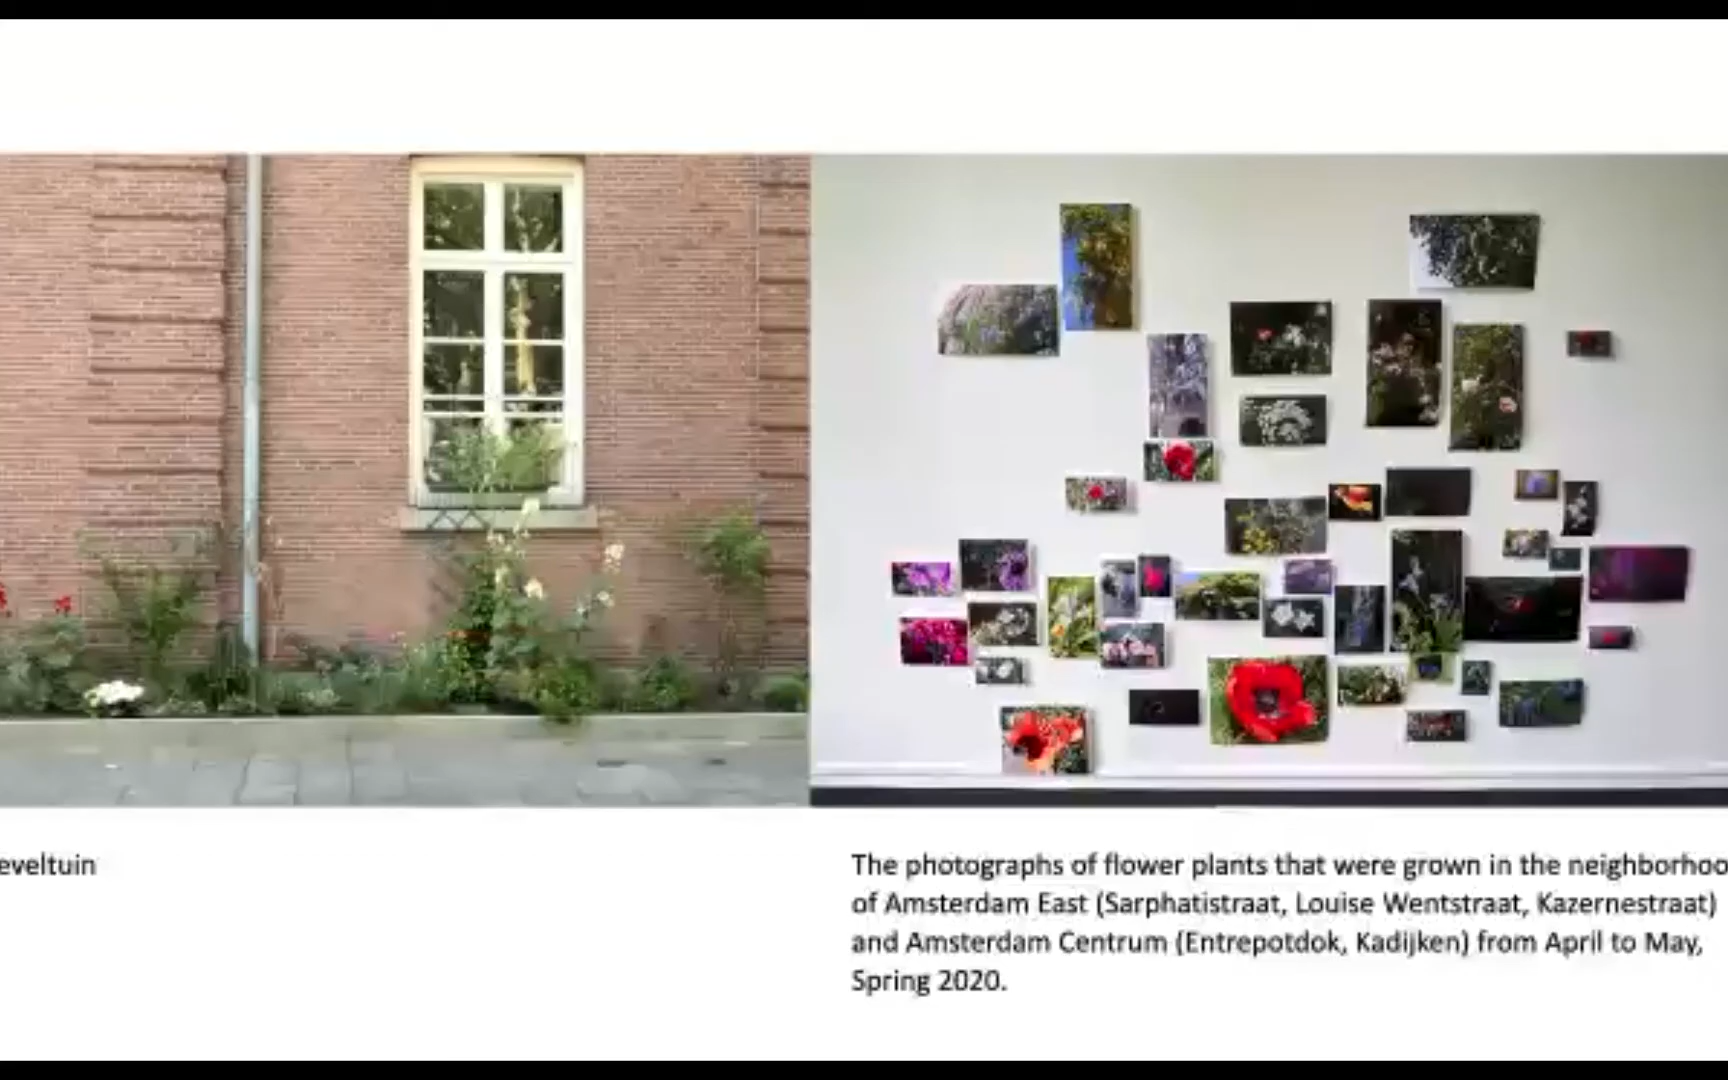 eveltuin
The photographs of flower plants that were grown in the neighborhoo
of Amsterdam East (Sarphatistraat, Louise Wentstraat, Kazernestraat)
and Amsterdam Centrum (Entrepotdok, Kadijken) from April to May,
Spring 2020.